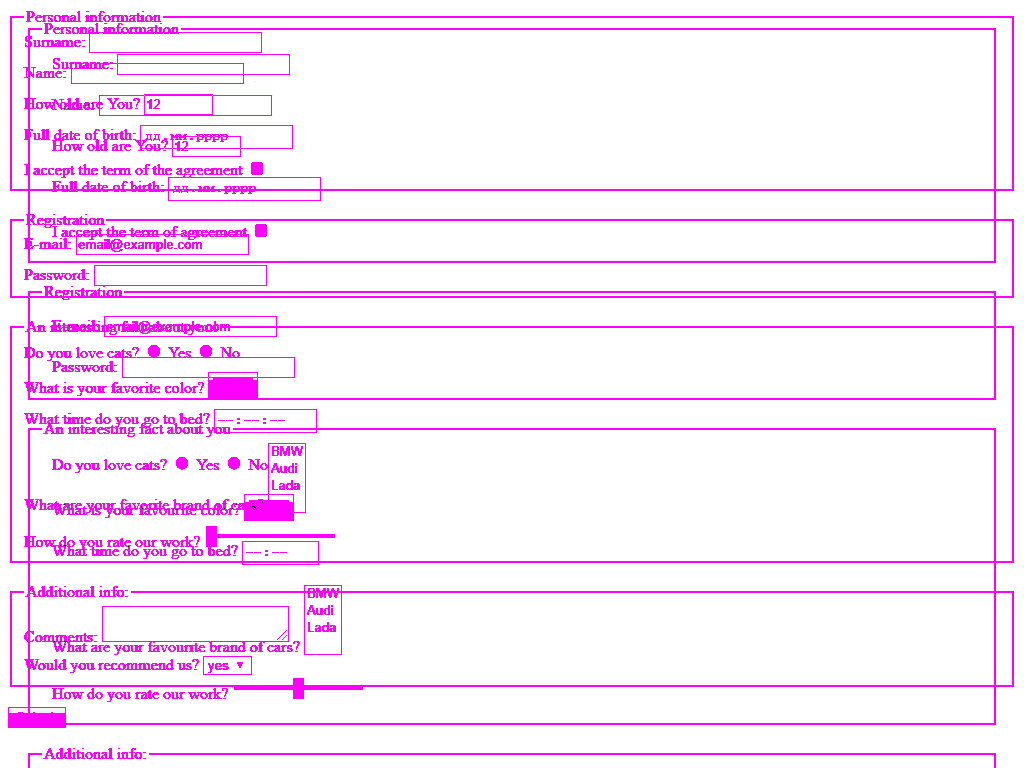 Personal information
Personal information
Surname:
Surname:
Name:
How old are You? 12
Name:
Full date of birth: дд.мм.гггг
How old are You? 12
I accept the term of the agreement
Full date of birth: дд.мм.гггг
Registration
I accept the term of agreement
E-mail: email@example.com
Password:
Registration
E-mail: email@example.com
An interesting fact about you!
Do you love cats? Yes No
Password:
What is your favorite color?
What time do you go to bed? --:--:--
An interesting fact about you
BMW
Do you love cats? Yes No
Audi
Lada
What are your favorite brand of cars?
What is your favourite color?
How do you rate our work?
What time do you go to bed? --:--
Additional info:
BMW
Audi
Lada
Comments:
What are your favourite brand of cars?
Would you recommend us? yes
How do you rate our work?
Additional info: